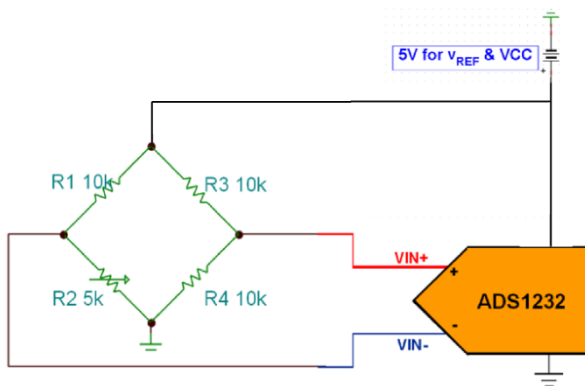 5V for vREF & VCC
R1 10k
R3 10k
VIN+
+
R2 5k
R4 10k
ADS1232
-
VIN-
+